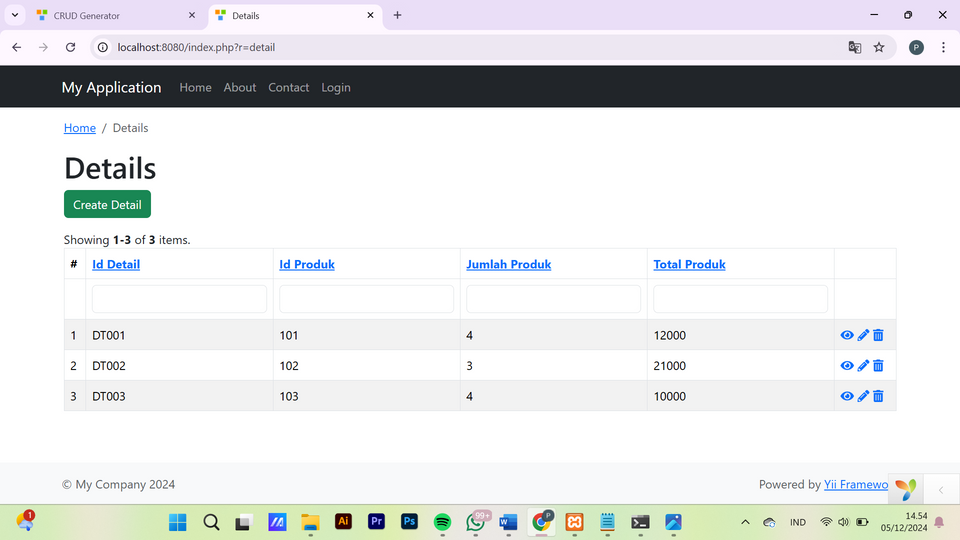 CRUD Generator
Details
localhost:8080/index.php?r=detail
P
My Application Home About Contact Login
Home / Details
Details
Create Detail
Showing 1-3 of 3 items.
# Id Detail Id Produk Jumlah Produk Total Produk
1 DT001 101 4 12000
2 DT002 102 3 21000
3 DT003 103 4 10000
© My Company 2024
Powered by Yii Framewo
1
Ai
Pr
Ps
99+
W
P
IND
14.54
05/12/2024